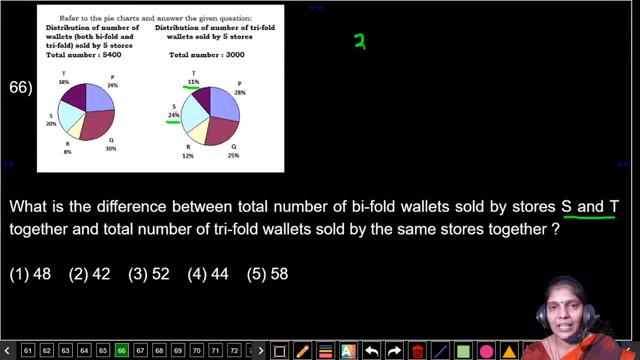 Refer to the pie charts and answer the given question:
Distribution of number of wallets (both bi-fold and tri-fold) sold by 5 stores
Total number : 5400
Distribution of number of tri-fold wallets sold by 5 stores
Total number : 3000
T
18%
P
24%
S
20%
R
8%
Q
30%
T
11%
P
28%
S
24%
R
12%
Q
25%
2
66)
What is the difference between total number of bi-fold wallets sold by stores S and T
together and total number of tri-fold wallets sold by the same stores together ?
(1) 48 (2) 42 (3) 52 (4) 44 (5) 58
61 62 63 64 65 66 67 68 69 70 71 72